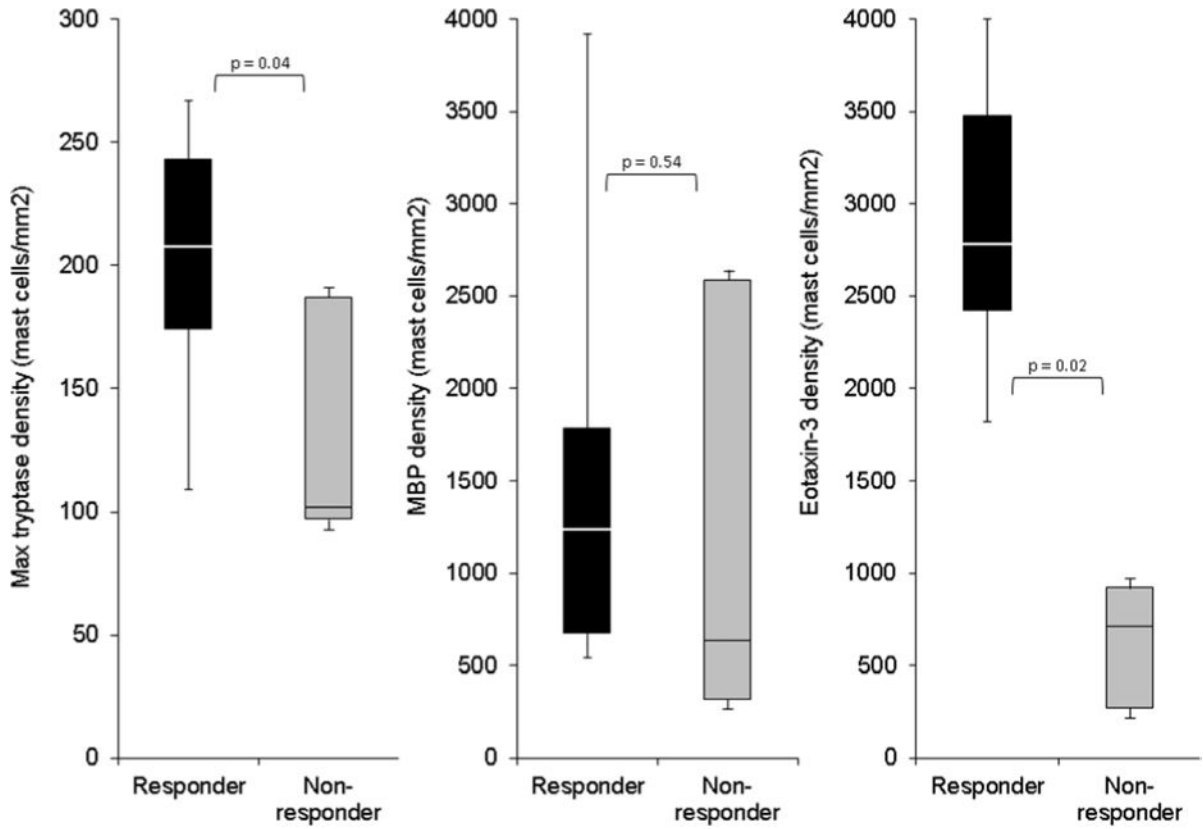 Max tryptase density (mast cells/mm2)
300
250
200
150
100
50
0
p = 0.04
Responder
Non-
responder
MBP density (mast cells/mm2)
4000
3500
3000
2500
2000
1500
1000
500
0
p = 0.54
Responder
Non-
responder
Eotaxin-3 density (mast cells/mm2)
4000
3500
3000
2500
2000
1500
1000
500
0
p = 0.02
Responder
Non-
responder